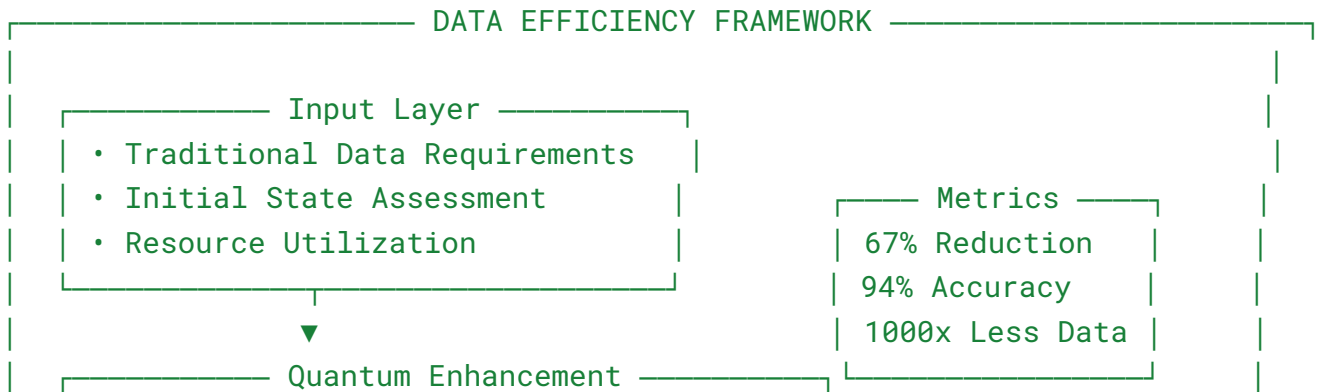 DATA EFFICIENCY FRAMEWORK
Input Layer
• Traditional Data Requirements
• Initial State Assessment
Metrics
• Resource Utilization
67% Reduction
94% Accuracy
1000x Less Data
Quantum Enhancement